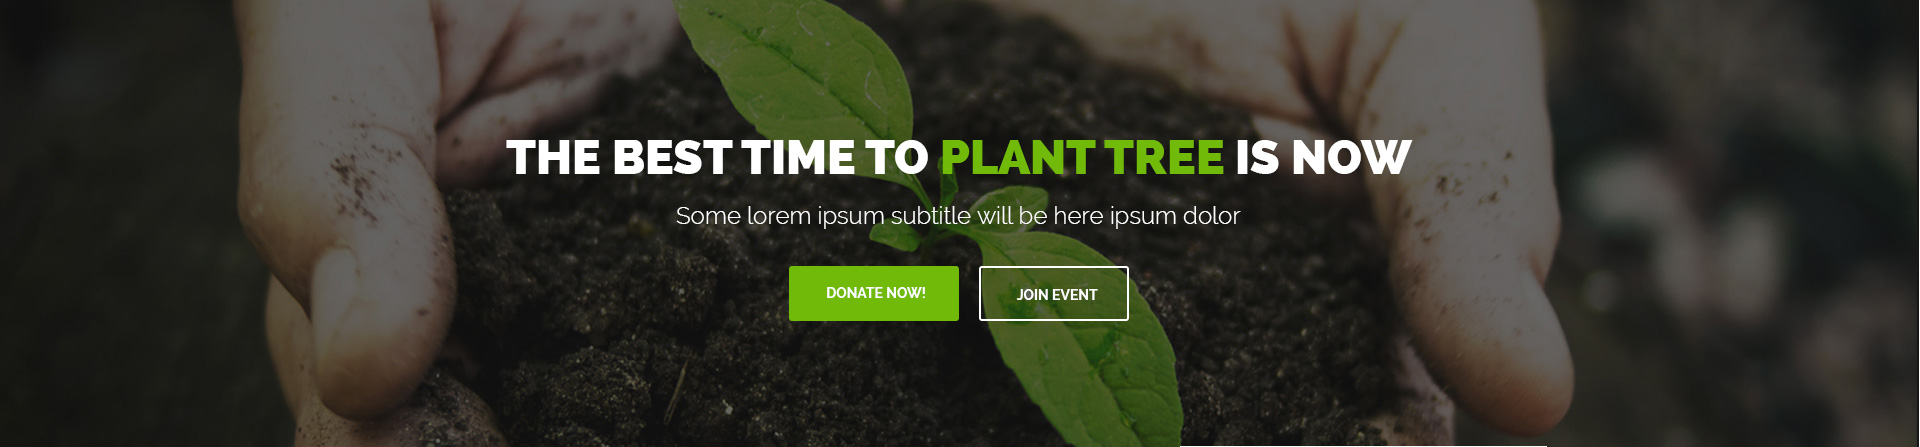 THE BEST TIME TO PLANT TREE IS NOW
Some lorem ipsum subtitle will be here ipsum dolor
DONATE NOW!
JOIN EVENT